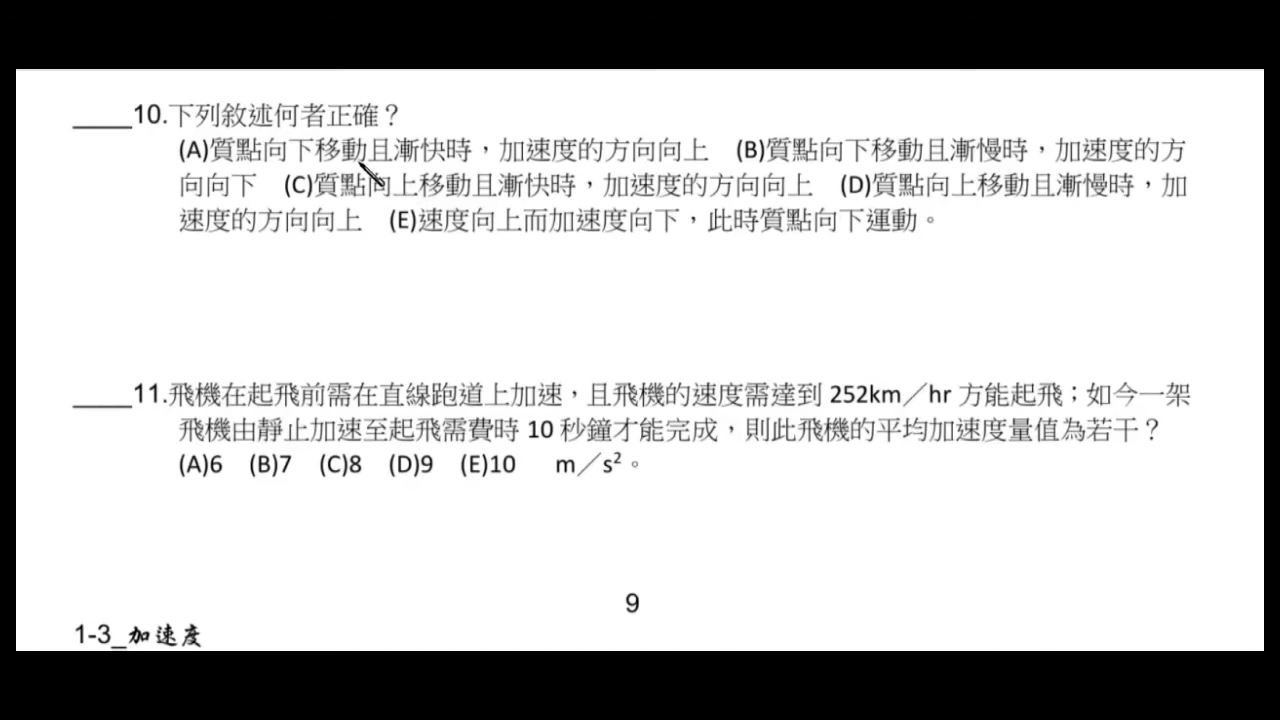 ____10.下列敘述何者正確？
(A)質點向下移動且漸快時，加速度的方向向上 (B)質點向下移動且漸慢時，加速度的方
向向下 (C)質點向上移動且漸快時，加速度的方向向上 (D)質點向上移動且漸慢時，加
速度的方向向上 (E)速度向上而加速度向下，此時質點向下運動。
____11.飛機在起飛前需在直線跑道上加速，且飛機的速度需達到 252km／hr 方能起飛；如今一架
飛機由靜止加速至起飛需費時 10 秒鐘才能完成，則此飛機的平均加速度量值為若干？
(A)6 (B)7 (C)8 (D)9 (E)10 m／s²。
9
1-3_加速度